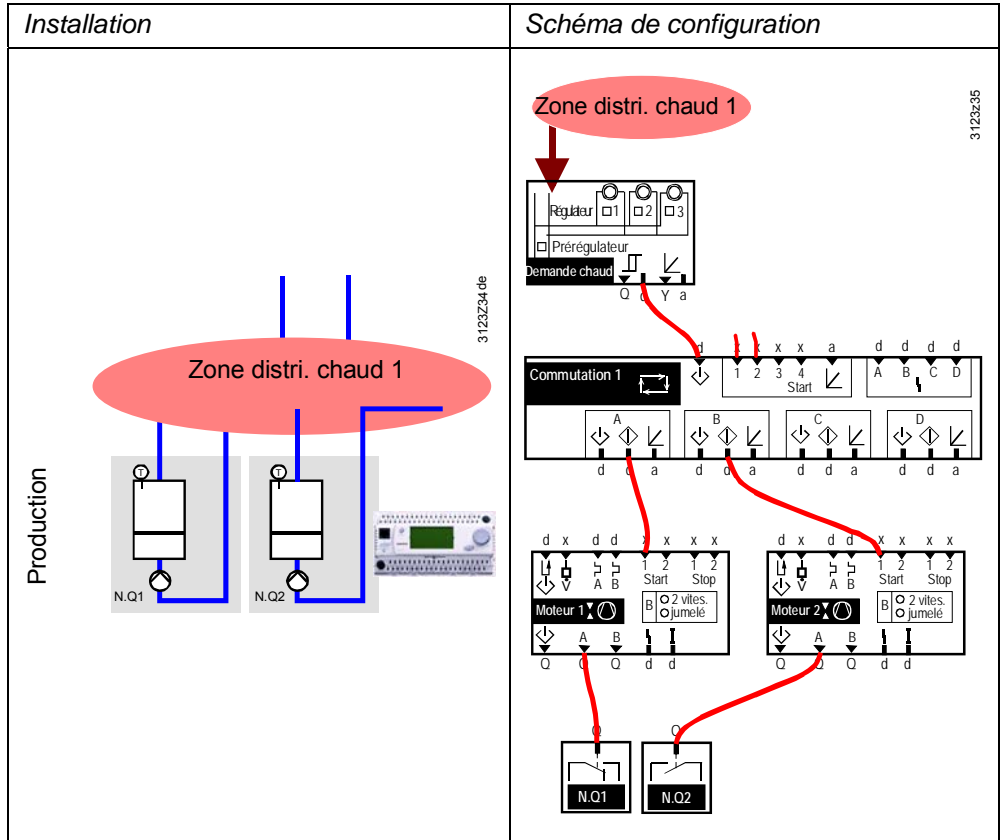 Installation
Schéma de configuration
Zone distri. chaud 1
3123z35
Régulateur 1 2 3
Prérégulateur
Demande chaud
Q d Y a
3123Z34 de
Zone distri. chaud 1
d x x x x a d d d d
Commutation 1
1 2 3 4
Start
A B C D
A B C D
d d a d d a d d a d d a
Production
T T
N.Q1 N.Q2
d x d d x x x x
1 2 1 2
A B Start Stop
V
Moteur 1
B 2 vites.
jumelé
A B
Q Q Q d d
d x d d x x x x
1 2 1 2
A B Start Stop
V
Moteur 2
B 2 vites.
jumelé
A B
Q Q Q d d
Q Q
N.Q1 N.Q2